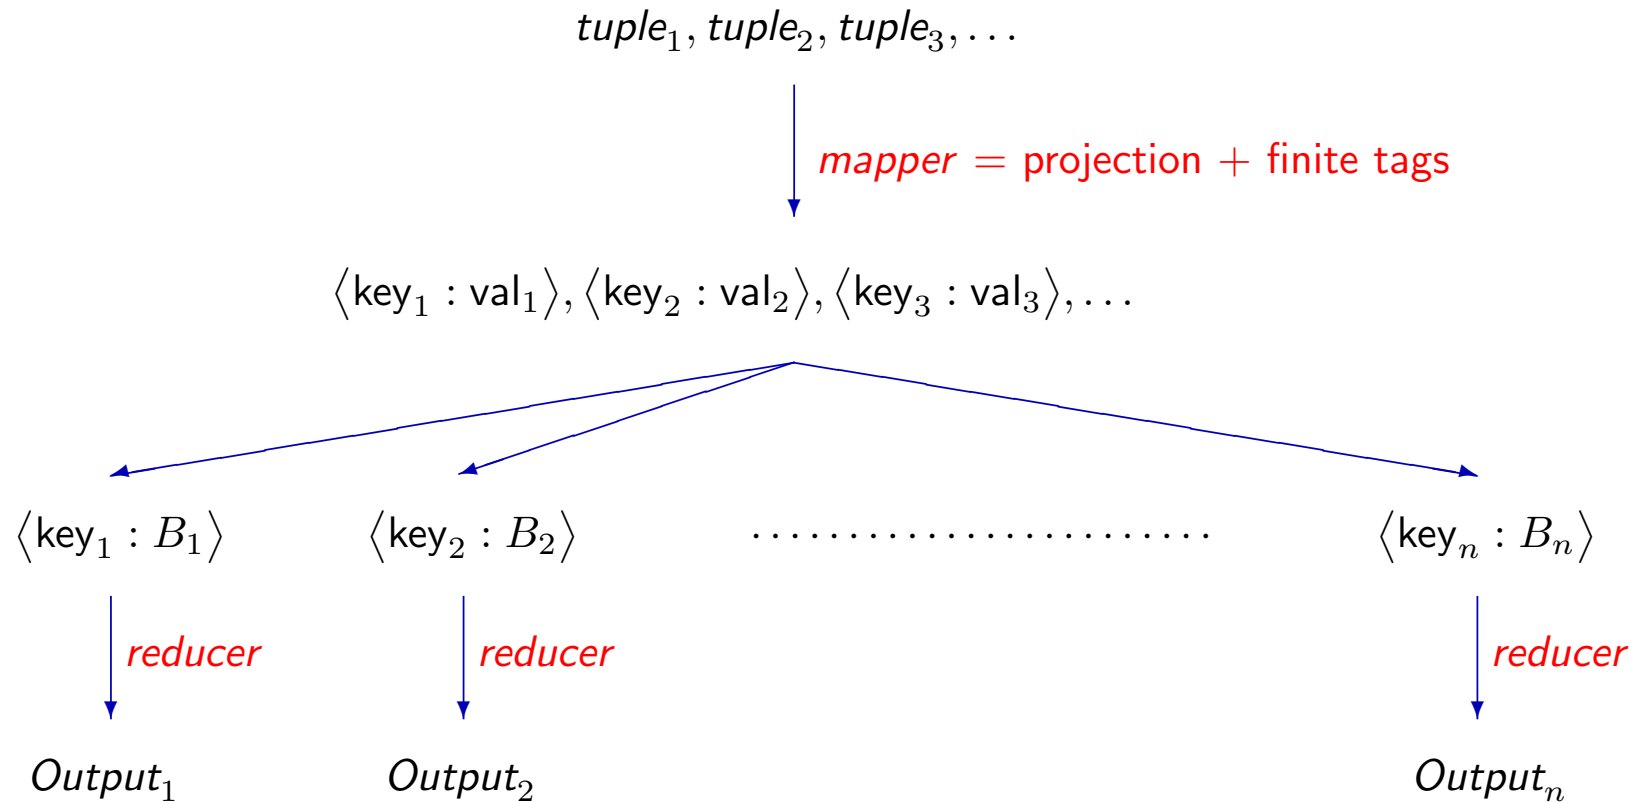 tuple₁, tuple₂, tuple₃, . . .
mapper = projection + finite tags
⟨key₁ : val₁⟩, ⟨key₂ : val₂⟩, ⟨key₃ : val₃⟩, . . .
⟨key₁ : B₁⟩ ⟨key₂ : B₂⟩ . . . . . . . . . . . . . . . . . . . . . . . . ⟨keyₙ : Bₙ⟩
reducer reducer reducer
Output₁ Output₂ Outputₙ